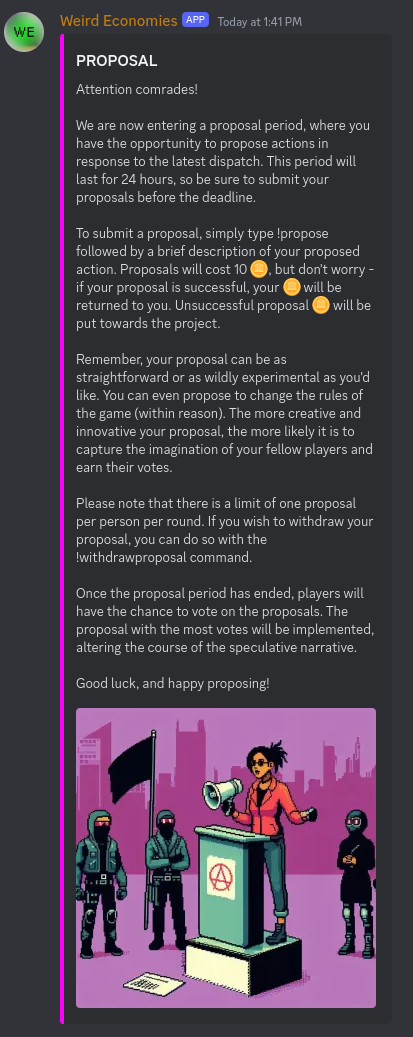 WE
Weird Economies APP Today at 1:41 PM
PROPOSAL
Attention comrades!
We are now entering a proposal period, where you
have the opportunity to propose actions in
response to the latest dispatch. This period will
last for 24 hours, so be sure to submit your
proposals before the deadline.
To submit a proposal, simply type !propose
followed by a brief description of your proposed
action. Proposals will cost 10 🪙, but don't worry -
if your proposal is successful, your 🪙 will be
returned to you. Unsuccessful proposal 🪙 will be
put towards the project.
Remember, your proposal can be as
straightforward or as wildly experimental as you'd
like. You can even propose to change the rules of
the game (within reason). The more creative and
innovative your proposal, the more likely it is to
capture the imagination of your fellow players and
earn their votes.
Please note that there is a limit of one proposal
per person per round. If you wish to withdraw your
proposal, you can do so with the
!withdrawproposal command.
Once the proposal period has ended, players will
have the chance to vote on the proposals. The
proposal with the most votes will be implemented,
altering the course of the speculative narrative.
Good luck, and happy proposing!